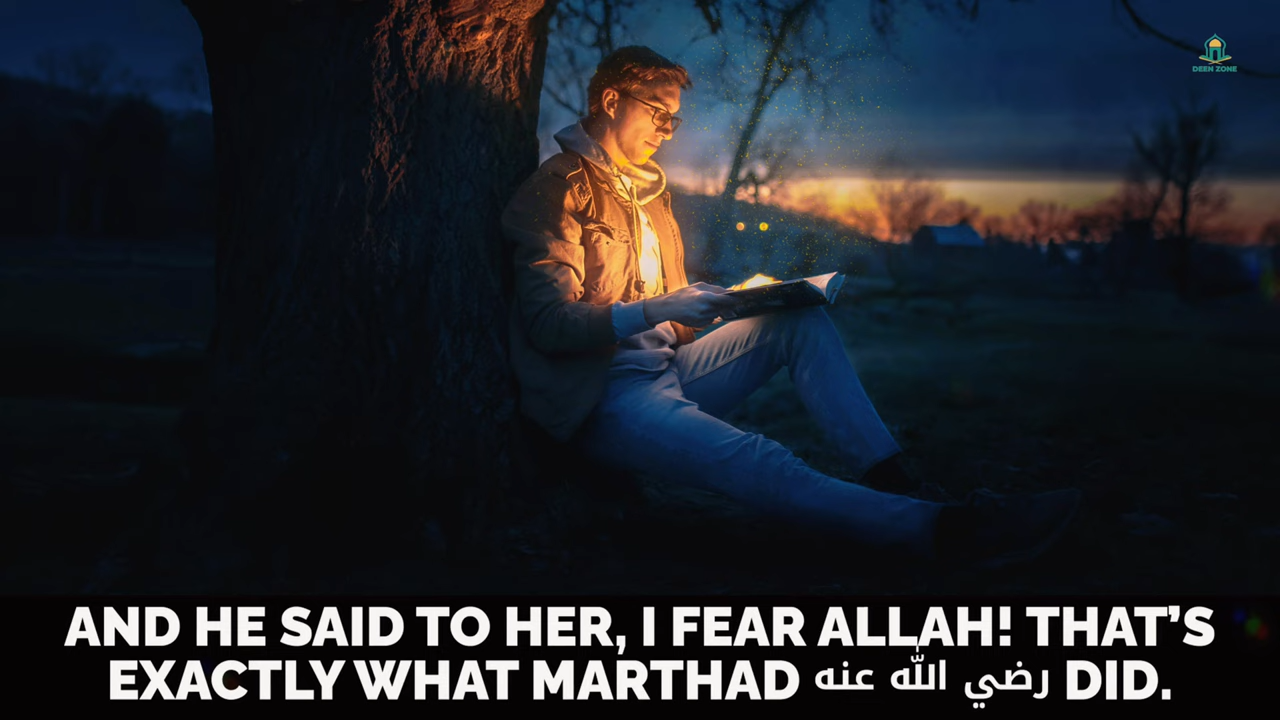 DEEN ZONE
AND HE SAID TO HER, I FEAR ALLAH! THAT’S
EXACTLY WHAT MARTHAD رضي الله عنه DID.